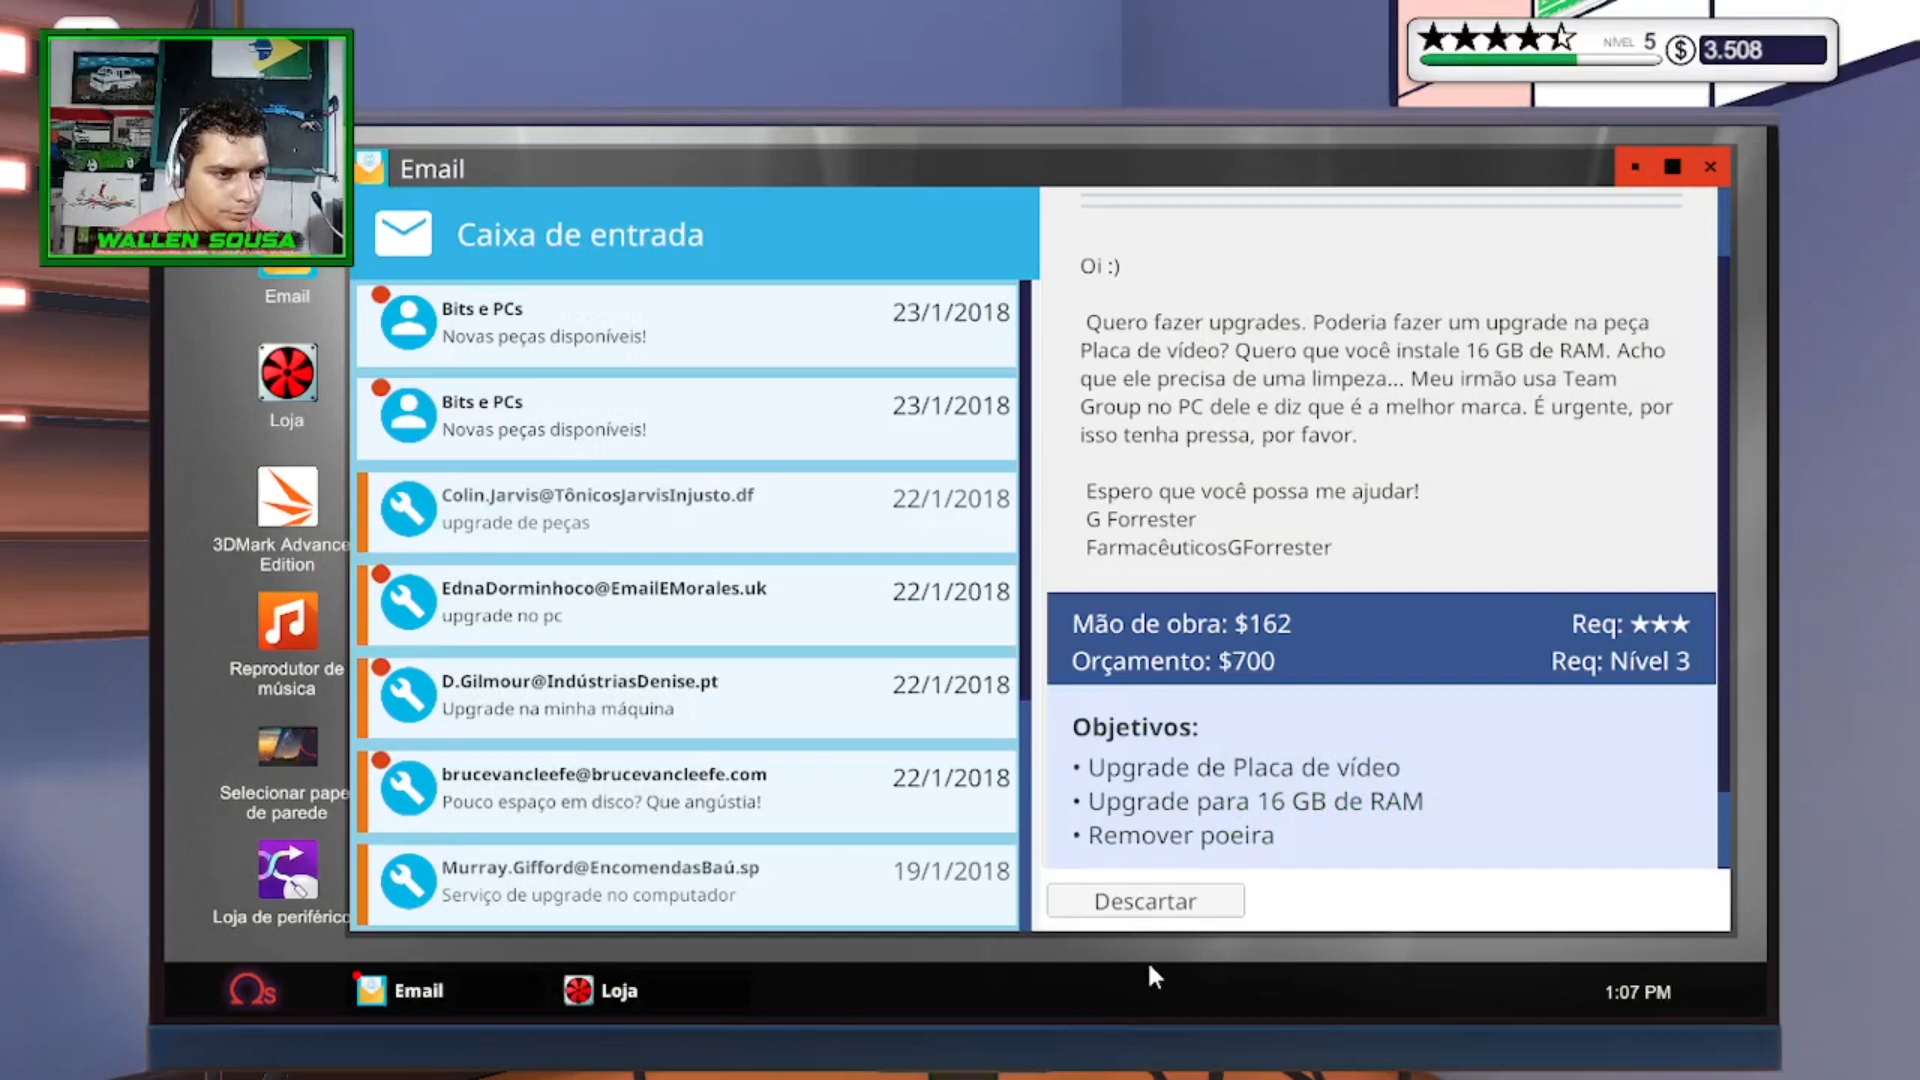 NÍVEL 5
3.508
WALLEN SOUSA
Email
Caixa de entrada
Email
Loja
3DMark Advance
Edition
Reprodutor de
música
Selecionar pape
de parede
Loja de periférico
Bits e PCs
23/1/2018
Novas peças disponíveis!
Bits e PCs
23/1/2018
Novas peças disponíveis!
Colin.Jarvis@TônicosJarvisInjusto.df
22/1/2018
upgrade de peças
EdnaDorminhoco@EmailEMorales.uk
22/1/2018
upgrade no pc
D.Gilmour@IndústriasDenise.pt
22/1/2018
Upgrade na minha máquina
brucevancleefe@brucevancleefe.com
22/1/2018
Pouco espaço em disco? Que angústia!
Murray.Gifford@EncomendasBaú.sp
19/1/2018
Serviço de upgrade no computador
Oi :)
Quero fazer upgrades. Poderia fazer um upgrade na peça
Placa de vídeo? Quero que você instale 16 GB de RAM. Acho
que ele precisa de uma limpeza... Meu irmão usa Team
Group no PC dele e diz que é a melhor marca. É urgente, por
isso tenha pressa, por favor.
Espero que você possa me ajudar!
G Forrester
FarmacêuticosGForrester
Mão de obra: $162
Req: ★★★
Orçamento: $700
Req: Nível 3
Objetivos:
• Upgrade de Placa de vídeo
• Upgrade para 16 GB de RAM
• Remover poeira
Descartar
Ωs
Email
Loja
1:07 PM